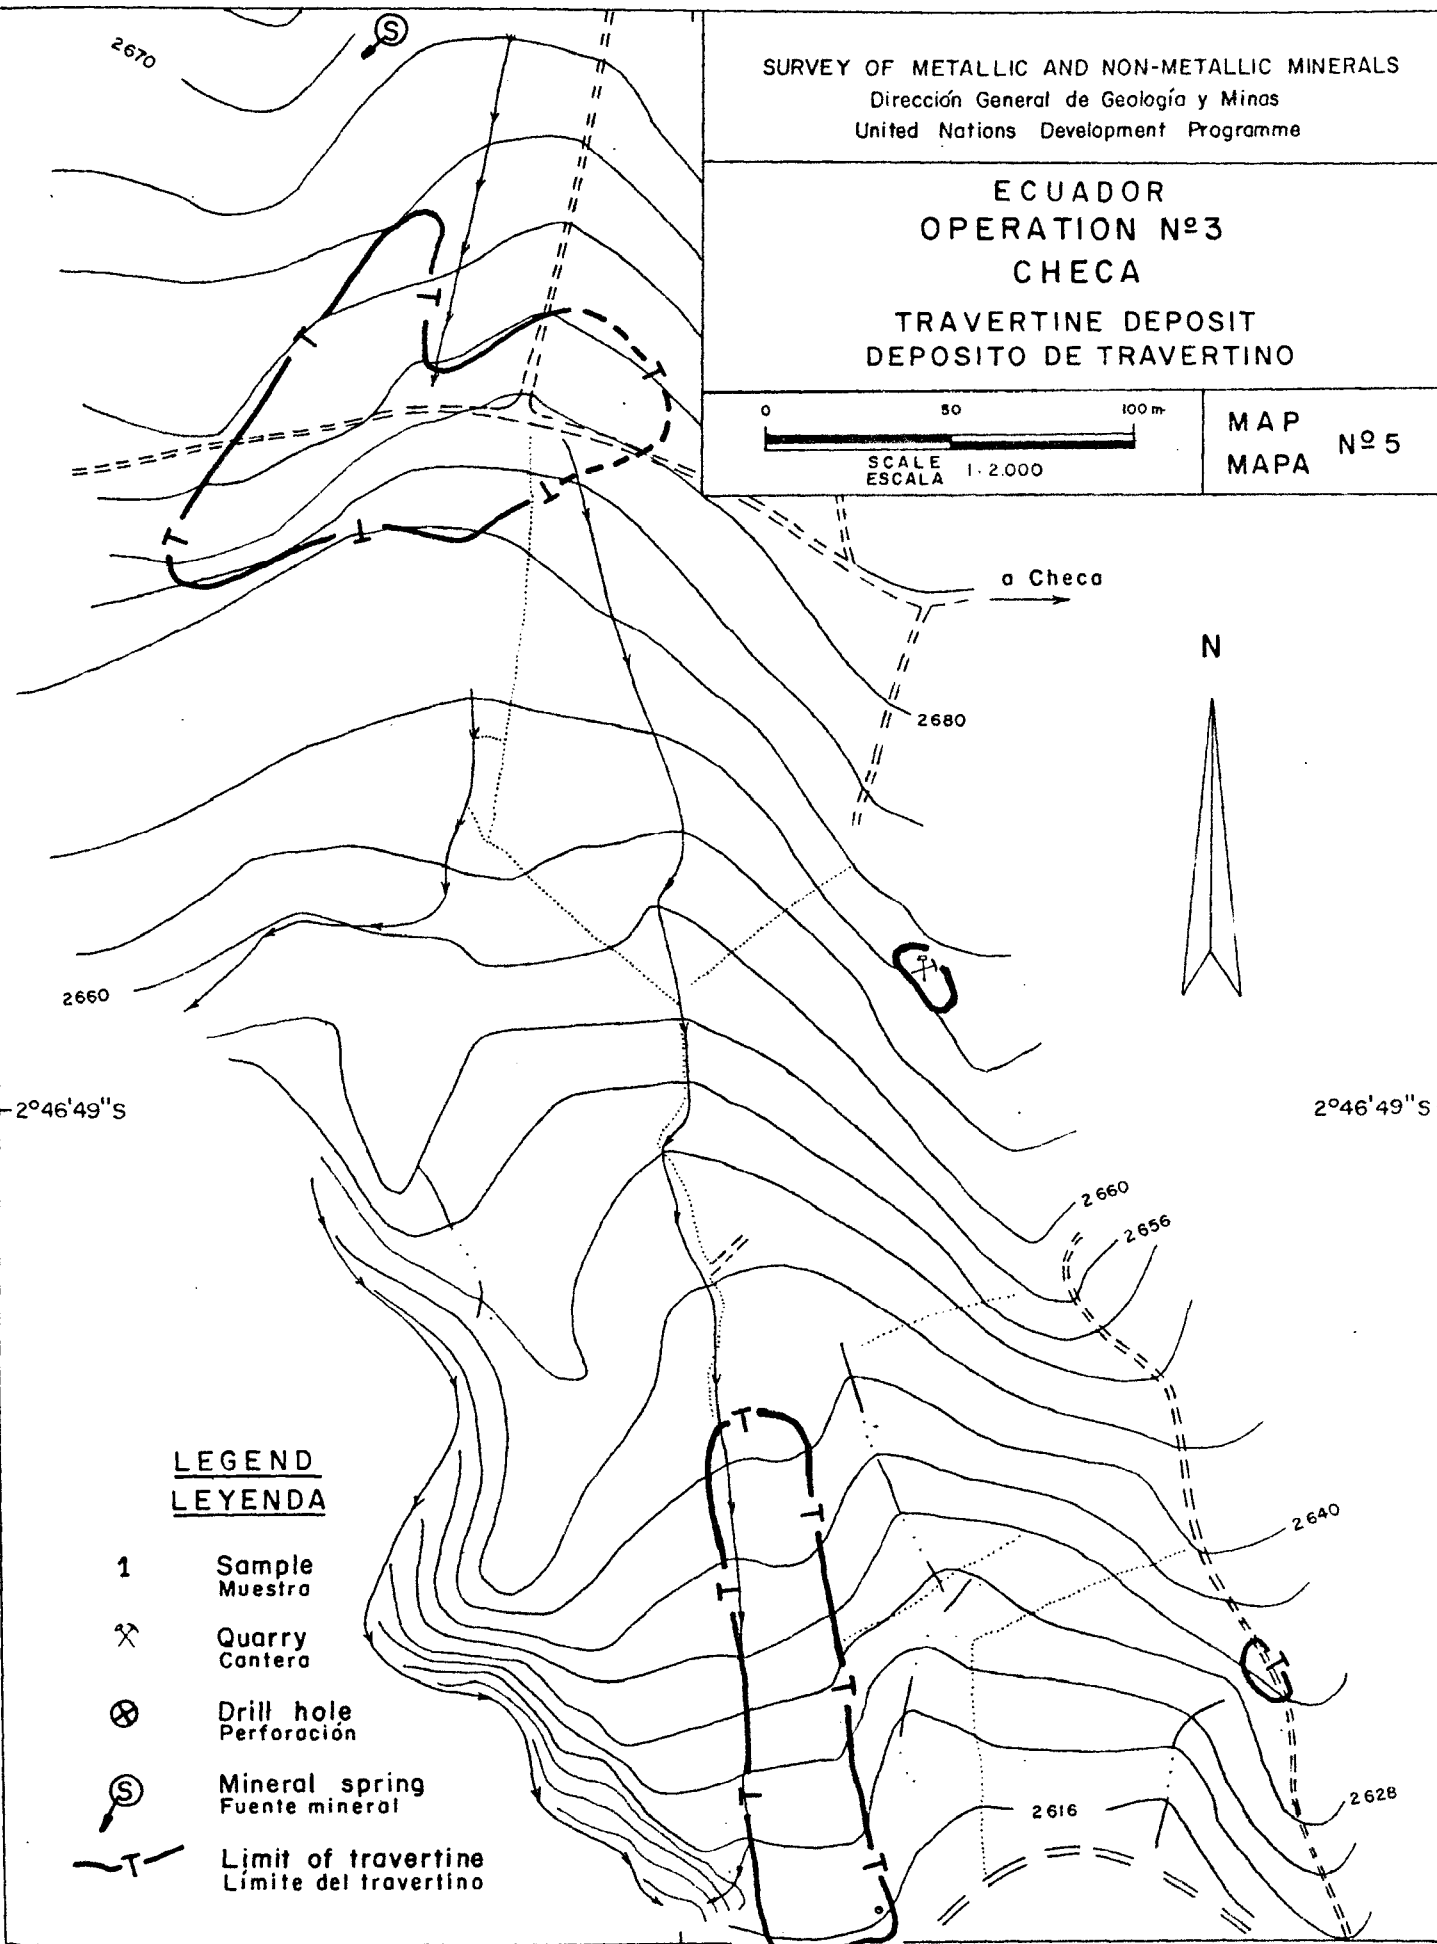 SURVEY OF METALLIC AND NON-METALLIC MINERALS
Dirección General de Geología y Minas
United Nations Development Programme
ECUADOR
OPERATION Nº3
CHECA
TRAVERTINE DEPOSIT
DEPOSITO DE TRAVERTINO
0 50 100 m
SCALE
ESCALA 1:2.000
MAP
MAPA Nº 5
2670
S
T
T
T
T
T
T
a Checa
N
2680
2660
2°46'49"S
2°46'49"S
2660
2656
2640
2628
2616
T
T
T
T
T
T
T
T
LEGEND
LEYENDA
1 Sample
Muestra
Quarry
Cantera
Drill hole
Perforación
S Mineral spring
Fuente mineral
T Limit of travertine
Límite del travertino